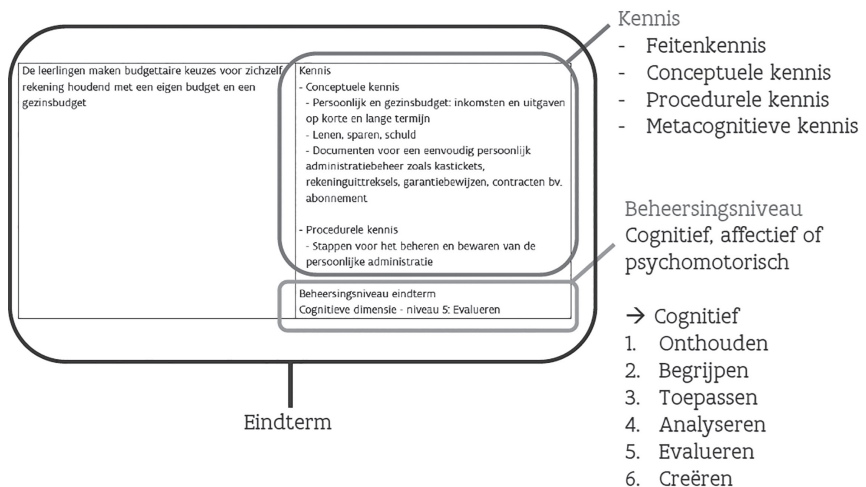 De leerlingen maken budgettaire keuzes voor zichzelf
rekening houdend met een eigen budget en een
gezinsbudget
Kennis
- Conceptuele kennis
- Persoonlijk en gezinsbudget: inkomsten en uitgaven
op korte en lange termijn
- Lenen, sparen, schuld
- Documenten voor een eenvoudig persoonlijk
administratiebeheer zoals kastickets,
rekeninguittreksels, garantiebewijzen, contracten bv.
abonnement
- Procedurele kennis
- Stappen voor het beheren en bewaren van de
persoonlijke administratie
Beheersingsniveau eindterm
Cognitieve dimensie - niveau 5: Evalueren
Eindterm
Kennis
- Feitenkennis
- Conceptuele kennis
- Procedurele kennis
- Metacognitieve kennis
Beheersingsniveau
Cognitief, affectief of
psychomotorisch
→ Cognitief
1. Onthouden
2. Begrijpen
3. Toepassen
4. Analyseren
5. Evalueren
6. Creëren